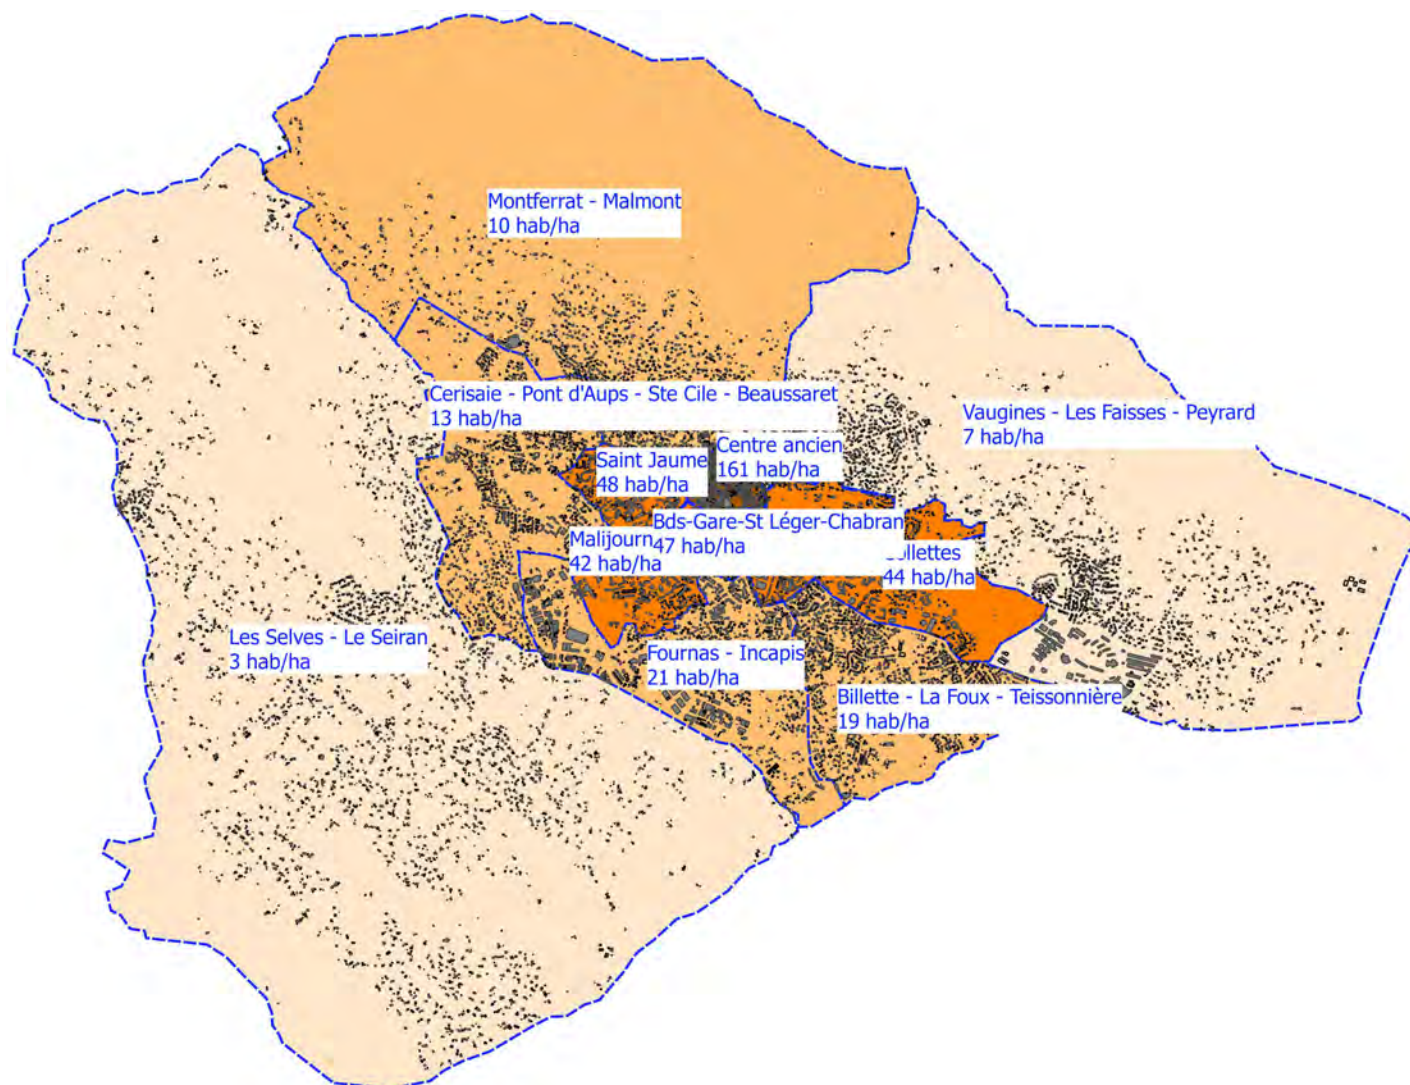 Montferrat - Malmont
10 hab/ha
Cerisaie - Pont d'Aups - Ste Cile - Beaussaret
13 hab/ha
Vaugines - Les Faisses - Peyrard
7 hab/ha
Centre ancien
161 hab/ha
Saint Jaume
48 hab/ha
Bds-Gare-St Léger-Chabran
47 hab/ha
Malijourn
42 hab/ha
44 hab/ha
Les Selves - Le Seiran
3 hab/ha
Fournas - Incapis
21 hab/ha
Billette - La Foux - Teissonnière
19 hab/ha